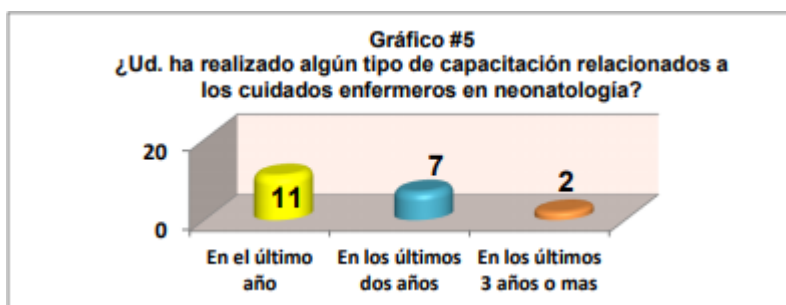 Gráfico #5
¿Ud. ha realizado algún tipo de capacitación relacionados a
los cuidados enfermeros en neonatología?
20
0
11
7
2
En el último
año
En los últimos
dos años
En los últimos
3 años o mas